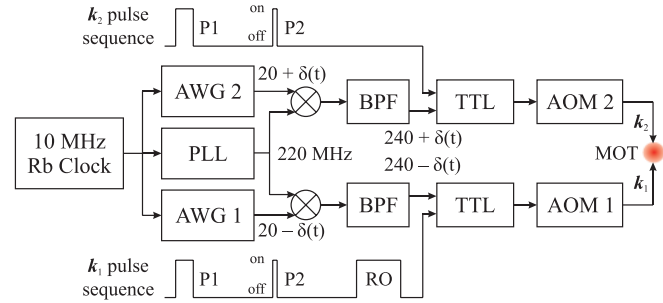 k₂ pulse
sequence
P1
on
off
P2
AWG 2
20 + δ(t)
BPF
TTL
AOM 2
k₂
10 MHz
Rb Clock
PLL
220 MHz
240 + δ(t)
240 – δ(t)
MOT
k₁
AWG 1
20 – δ(t)
BPF
TTL
AOM 1
k₁ pulse
sequence
P1
on
off
P2
RO